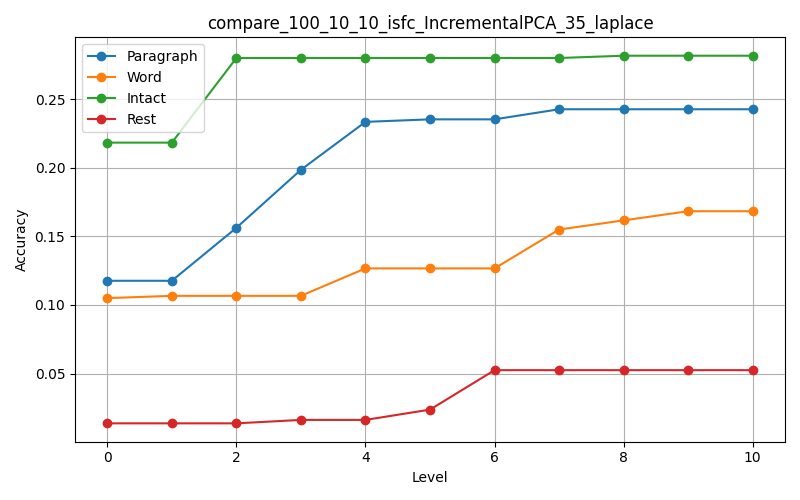 compare_100_10_10_isfc_IncrementalPCA_35_laplace
Paragraph
Word
Intact
Rest
Accuracy
0.25
0.20
0.15
0.10
0.05
0 2 4 6 8 10
Level